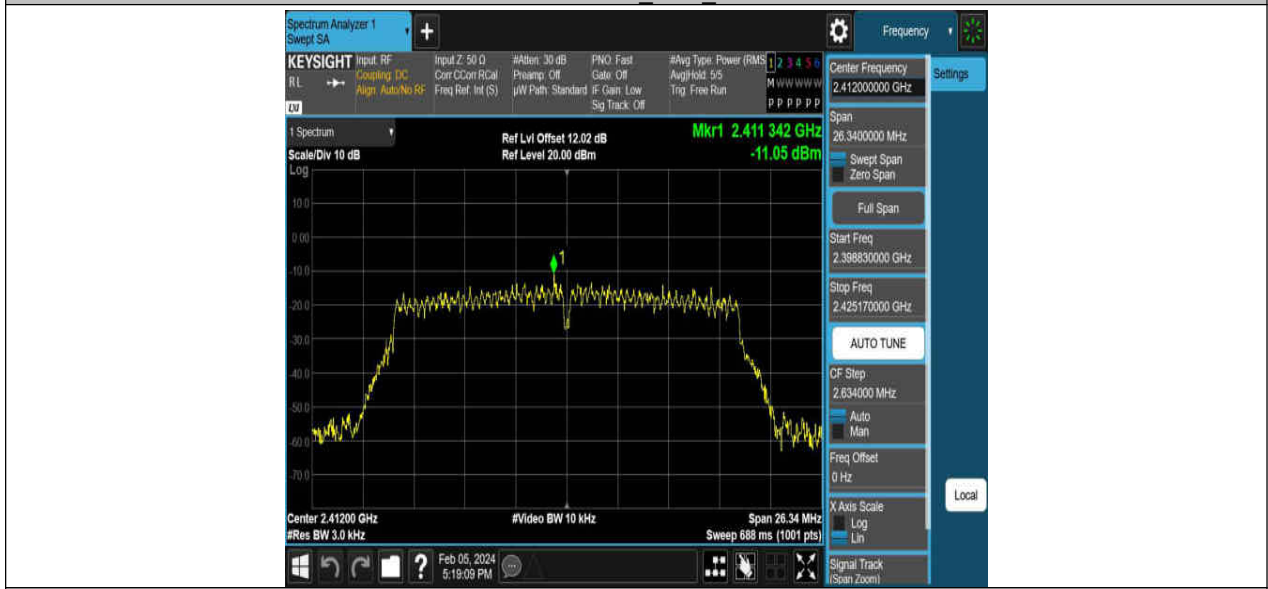 Spectrum Analyzer 1
Swept SA
+
Frequency
KEYSIGHT
RL
LXI
Input: RF
Coupling: DC
Align: Auto/No RF
Input Z: 50 Ω
Corr CCorr RCal
Freq Ref: Int (S)
#Atten: 30 dB
Preamp: Off
µW Path: Standard
PNO: Fast
Gate: Off
IF Gain: Low
Sig Track: Off
#Avg Type: Power (RMS
Avg|Hold: 5/5
Trig: Free Run
1 2 3 4 5 6
M W W W W W
P P P P P P
1 Spectrum
Scale/Div 10 dB
Log
Ref Lvl Offset 12.02 dB
Ref Level 20.00 dBm
Mkr1 2.411 342 GHz
-11.05 dBm
10.0
0.00
-10.0
-20.0
-30.0
-40.0
-50.0
-60.0
-70.0
1
Center 2.41200 GHz
#Res BW 3.0 kHz
#Video BW 10 kHz
Span 26.34 MHz
Sweep 688 ms (1001 pts)
Feb 05, 2024
5:19:09 PM
Center Frequency
2.412000000 GHz
Span
26.3400000 MHz
Swept Span
Zero Span
Full Span
Start Freq
2.398830000 GHz
Stop Freq
2.425170000 GHz
AUTO TUNE
CF Step
2.634000 MHz
Auto
Man
Freq Offset
0 Hz
X Axis Scale
Log
Lin
Signal Track
(Span Zoom)
Settings
Local